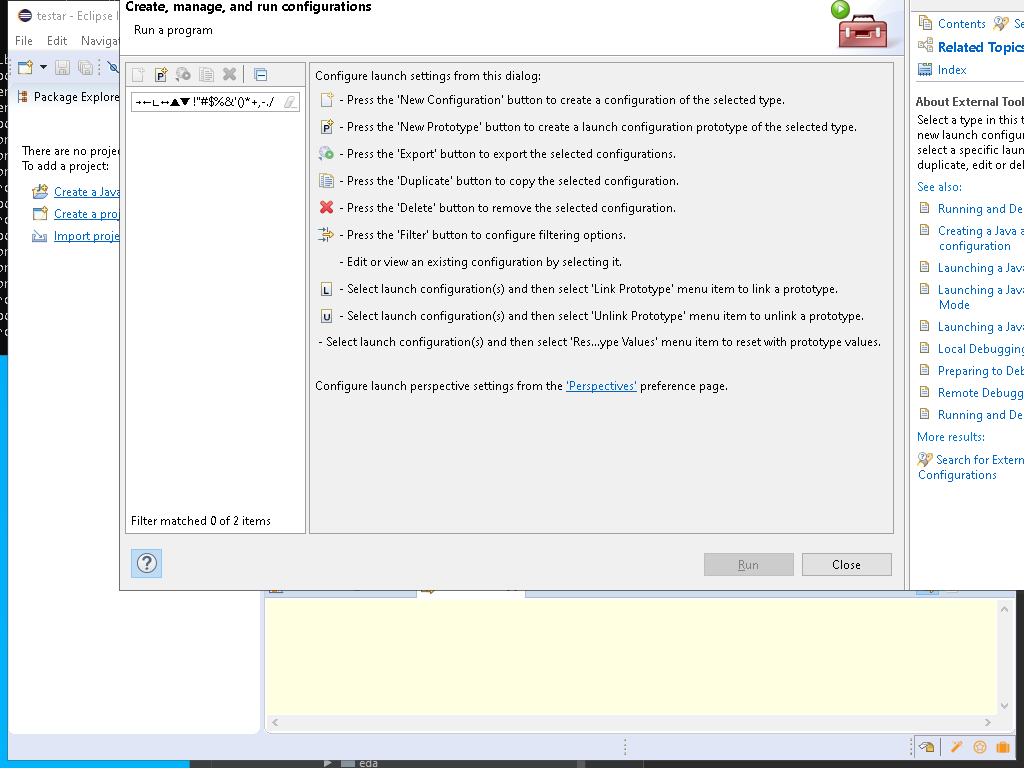 testar - Eclipse I
File Edit Navigat
Package Explore
There are no projec
To add a project:
Create a Java
Create a proj
Import proje
Create, manage, and run configurations
Run a program
→←∟↔▲▼ !"#$%&'()*+,-./
Filter matched 0 of 2 items
Configure launch settings from this dialog:
- Press the 'New Configuration' button to create a configuration of the selected type.
- Press the 'New Prototype' button to create a launch configuration prototype of the selected type.
- Press the 'Export' button to export the selected configurations.
- Press the 'Duplicate' button to copy the selected configuration.
- Press the 'Delete' button to remove the selected configuration.
- Press the 'Filter' button to configure filtering options.
- Edit or view an existing configuration by selecting it.
L - Select launch configuration(s) and then select 'Link Prototype' menu item to link a prototype.
U - Select launch configuration(s) and then select 'Unlink Prototype' menu item to unlink a prototype.
- Select launch configuration(s) and then select 'Res...ype Values' menu item to reset with prototype values.
Configure launch perspective settings from the 'Perspectives' preference page.
Run
Close
Contents Se
Related Topics
Index
About External Tool
Select a type in this t
new launch configur
select a specific laun
duplicate, edit or del
See also:
Running and De
Creating a Java a
configuration
Launching a Java
Launching a Java
Mode
Launching a Java
Local Debugging
Preparing to Deb
Remote Debugg
Running and De
More results:
Search for Extern
Configurations
eda